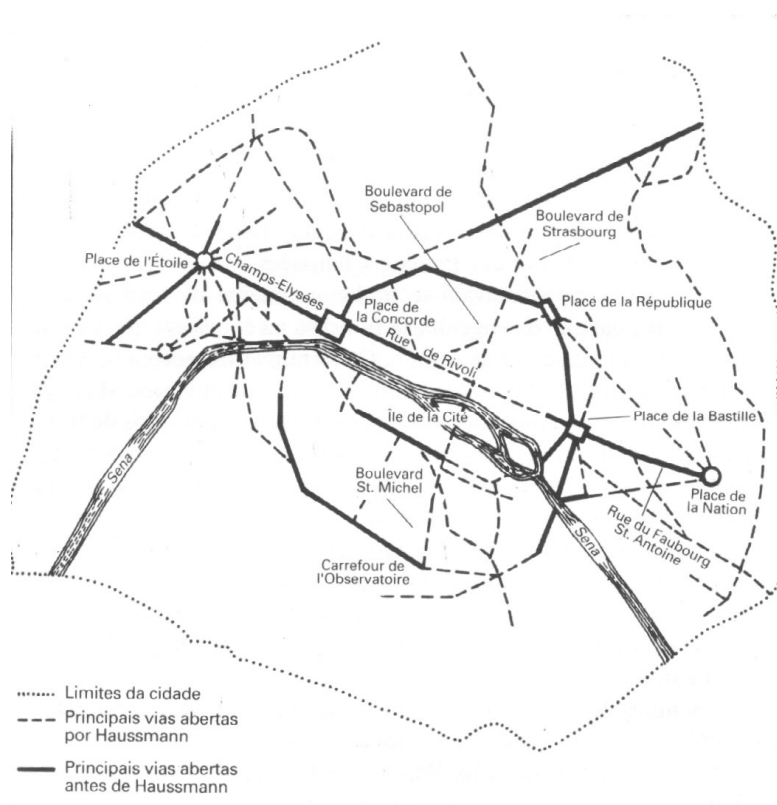 Boulevard de
Sebastopol
Boulevard de
Strasbourg
Place de l'Étoile
Champs-Elysées
Place de
la Concorde
Place de la République
Rue de Rivoli
Île de la Cité
Place de la Bastille
Boulevard
St. Michel
Sena
Sena
Place de
la Nation
Rue du Faubourg
St. Antoine
Carrefour de
l'Observatoire
Limites da cidade
Principais vias abertas
por Haussmann
Principais vias abertas
antes de Haussmann